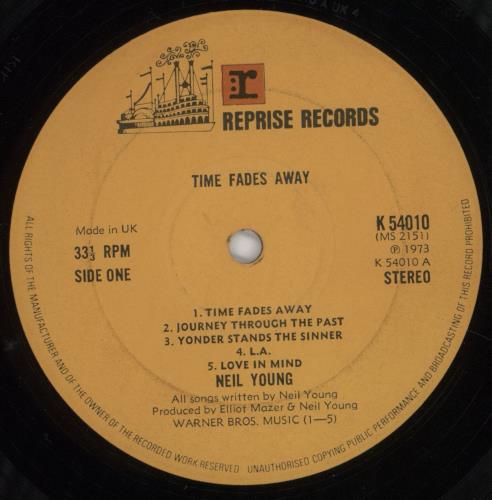 r
REPRISE RECORDS
TIME FADES AWAY
Made in UK
33⅓ RPM
SIDE ONE
K 54010
(MS 2151)
℗ 1973
K 54010 A
STEREO
1. TIME FADES AWAY
2. JOURNEY THROUGH THE PAST
3. YONDER STANDS THE SINNER
4. L.A.
5. LOVE IN MIND
NEIL YOUNG
All songs written by Neil Young
Produced by Elliot Mazer & Neil Young
WARNER BROS. MUSIC (1—5)
ALL RIGHTS OF THE MANUFACTURER AND OF THE OWNER OF THE RECORDED WORK RESERVED UNAUTHORISED COPYING PUBLIC PERFORMANCE AND BROADCASTING OF THIS RECORD PROHIBITED